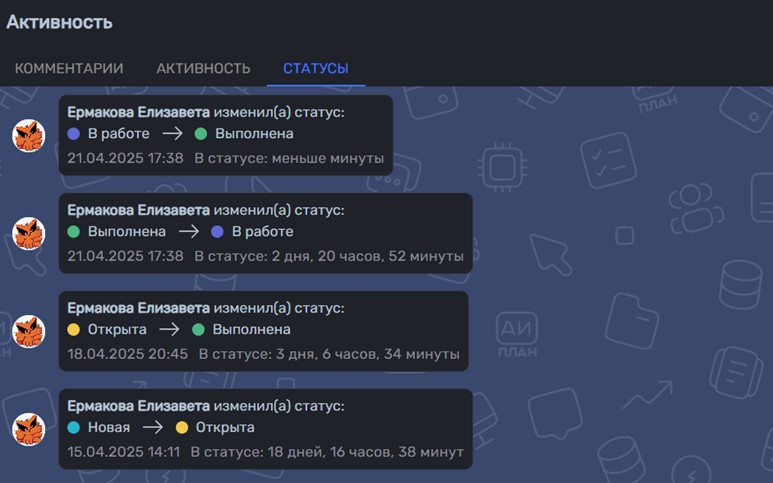 Активность
КОММЕНТАРИИ АКТИВНОСТЬ СТАТУСЫ
Ермакова Елизавета изменил(а) статус:
В работе → Выполнена
21.04.2025 17:38 В статусе: меньше минуты
Ермакова Елизавета изменил(а) статус:
Выполнена → В работе
21.04.2025 17:38 В статусе: 2 дня, 20 часов, 52 минуты
Ермакова Елизавета изменил(а) статус:
Открыта → Выполнена
18.04.2025 20:45 В статусе: 3 дня, 6 часов, 34 минуты
Ермакова Елизавета изменил(а) статус:
Новая → Открыта
15.04.2025 14:11 В статусе: 18 дней, 16 часов, 38 минут
АИ
ПЛАН
АИ
ПЛАН